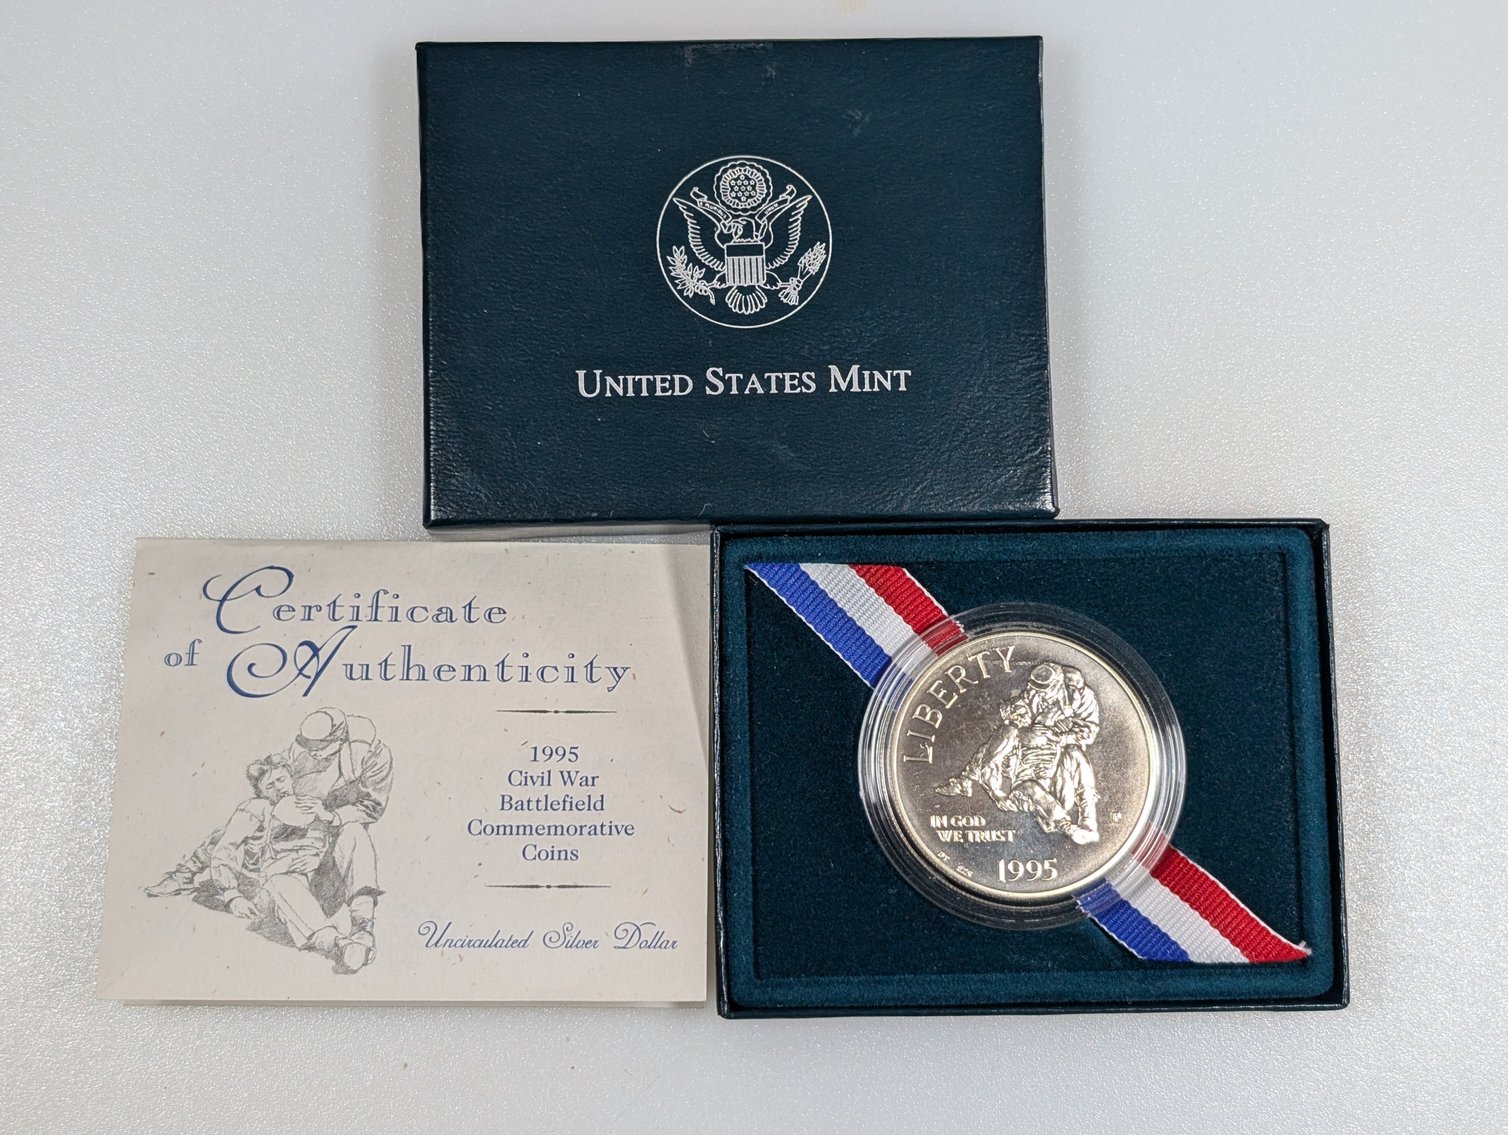 United States Mint
Certificate
of Authenticity
1995
Civil War
Battlefield
Commemorative
Coins
Uncirculated Silver Dollar
LIBERTY
IN GOD
WE TRUST
1995